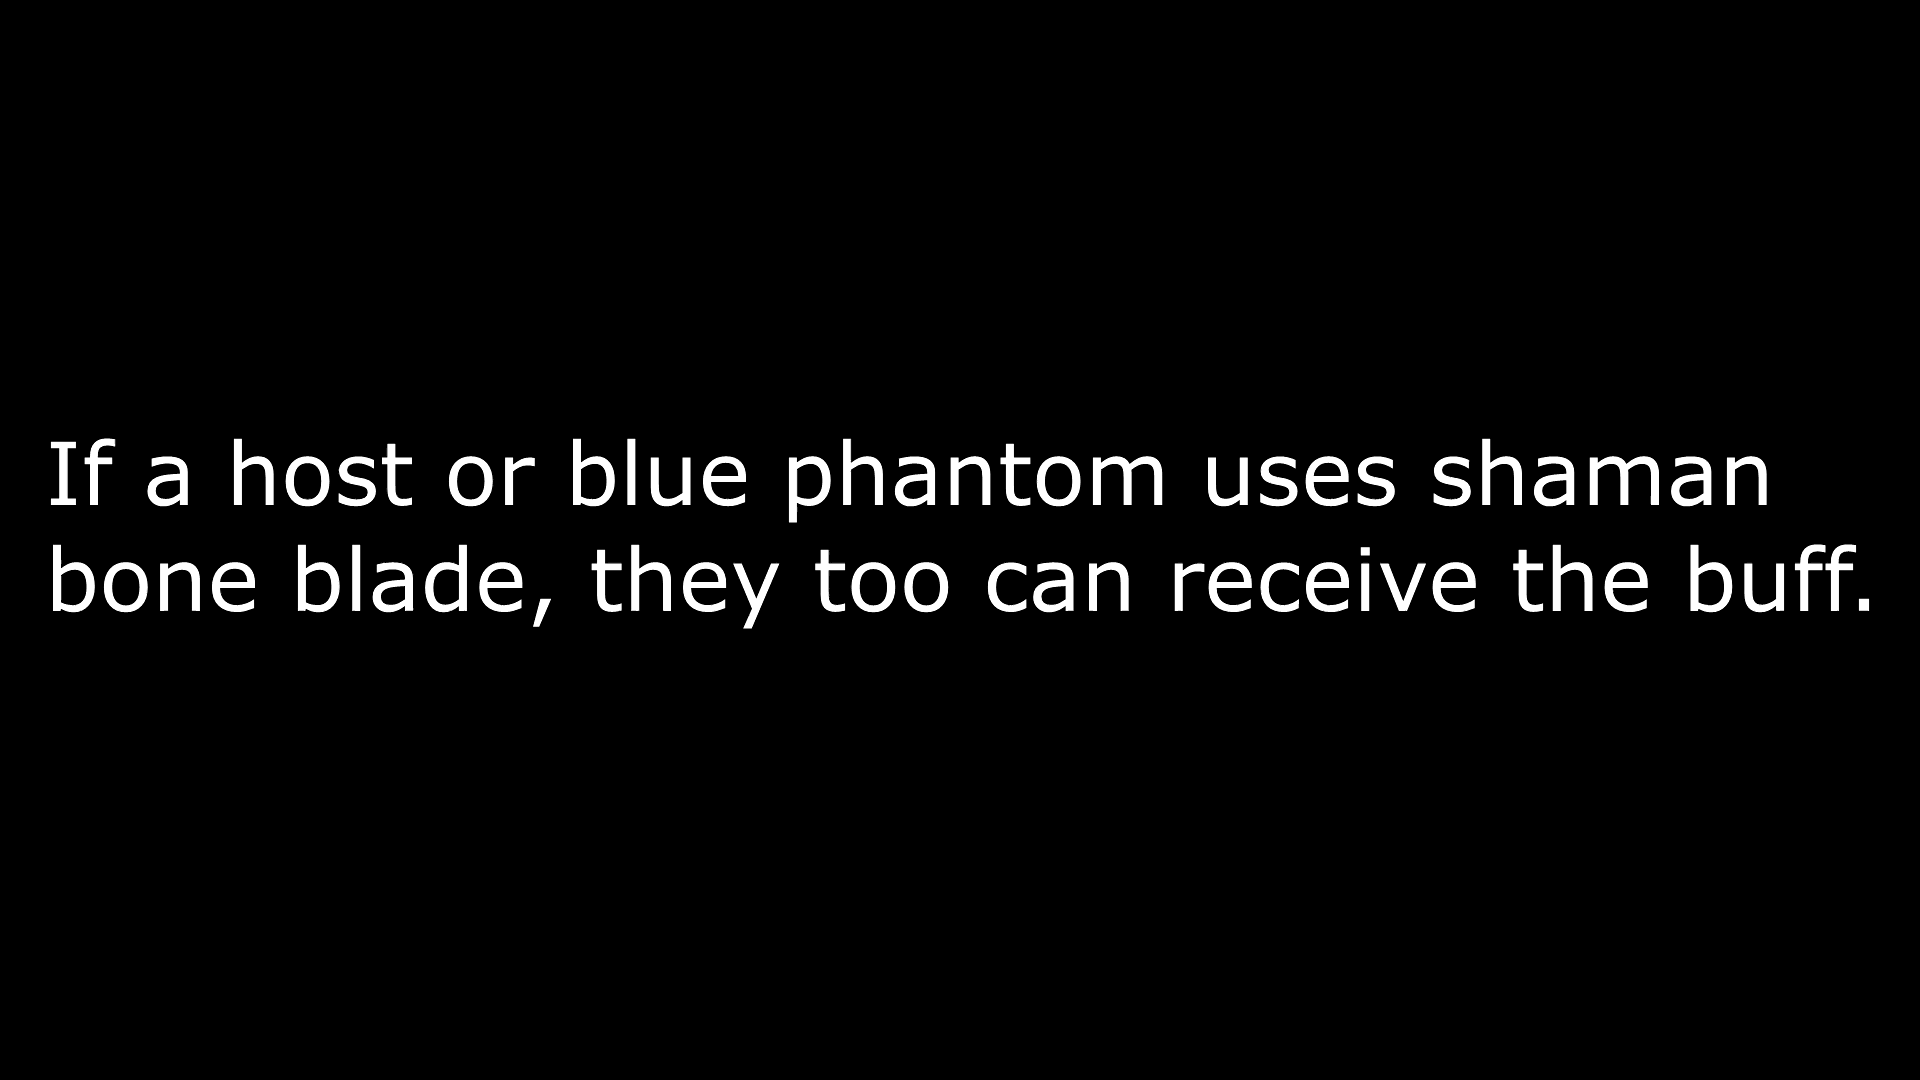 If a host or blue phantom uses shaman
bone blade, they too can receive the buff.